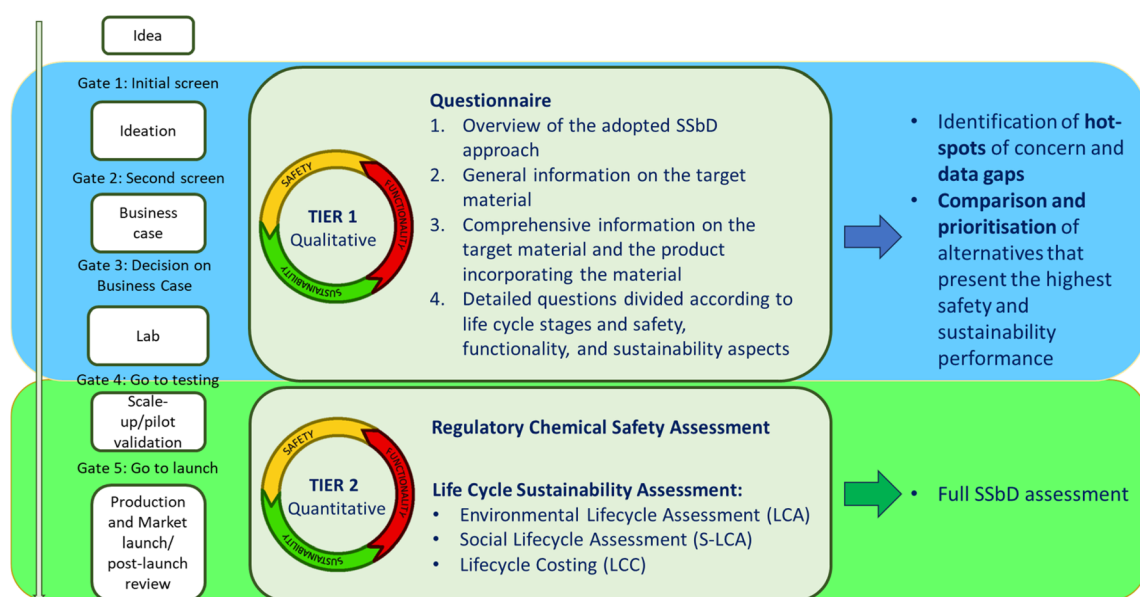 Idea
Gate 1: Initial screen
Ideation
Gate 2: Second screen
Business
case
Gate 3: Decision on
Business Case
Lab
Gate 4: Go to testing
Scale-
up/pilot
validation
Gate 5: Go to launch
Production
and Market
launch/
post-launch
review
SAFETY
FUNCTIONALITY
SUSTAINABILITY
TIER 1
Qualitative
Questionnaire
1. Overview of the adopted SSbD
approach
2. General information on the target
material
3. Comprehensive information on the
target material and the product
incorporating the material
4. Detailed questions divided according to
life cycle stages and safety,
functionality, and sustainability aspects
• Identification of hot-
spots of concern and
data gaps
• Comparison and
prioritisation of
alternatives that
present the highest
safety and
sustainability
performance
SAFETY
FUNCTIONALITY
SUSTAINABILITY
TIER 2
Quantitative
Regulatory Chemical Safety Assessment
Life Cycle Sustainability Assessment:
• Environmental Lifecycle Assessment (LCA)
• Social Lifecycle Assessment (S-LCA)
• Lifecycle Costing (LCC)
• Full SSbD assessment